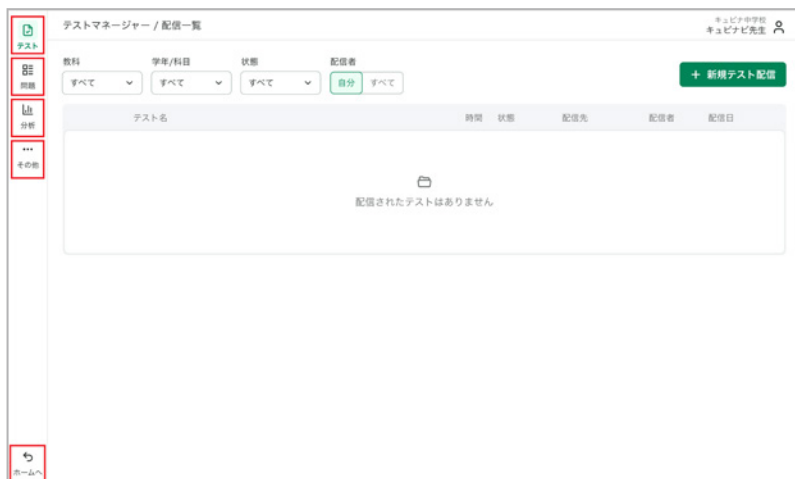 テスト
問題
分析
その他
ホームへ
テストマネージャー / 配信一覧
キュビナ中学校
キュビナビ先生
教科
学年/科目
状態
配信者
すべて
すべて
すべて
自分
すべて
+ 新規テスト配信
テスト名
時間
状態
配信先
配信者
配信日
配信されたテストはありません